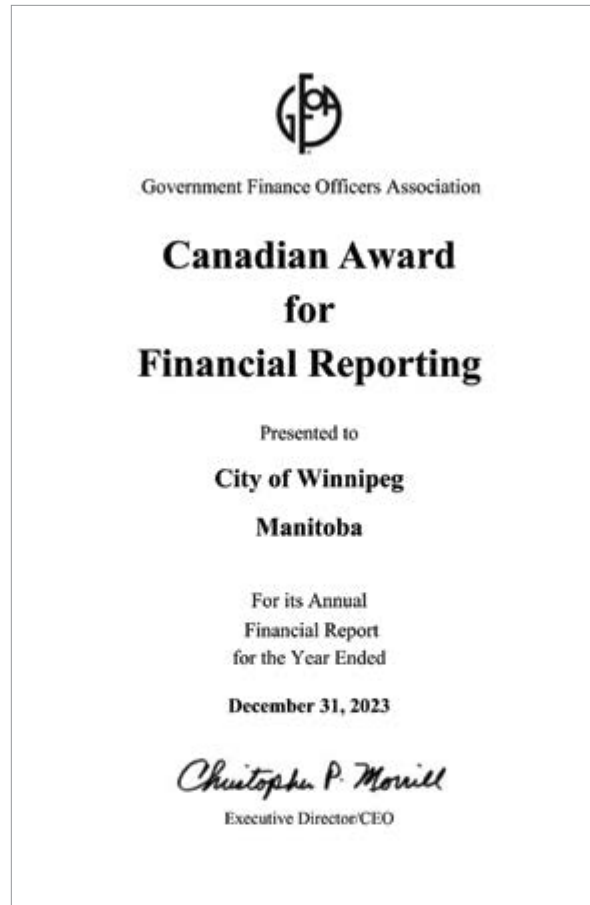 GFOA
Government Finance Officers Association
Canadian Award
for
Financial Reporting
Presented to
City of Winnipeg
Manitoba
For its Annual
Financial Report
for the Year Ended
December 31, 2023
Christopher P. Morrill
Executive Director/CEO